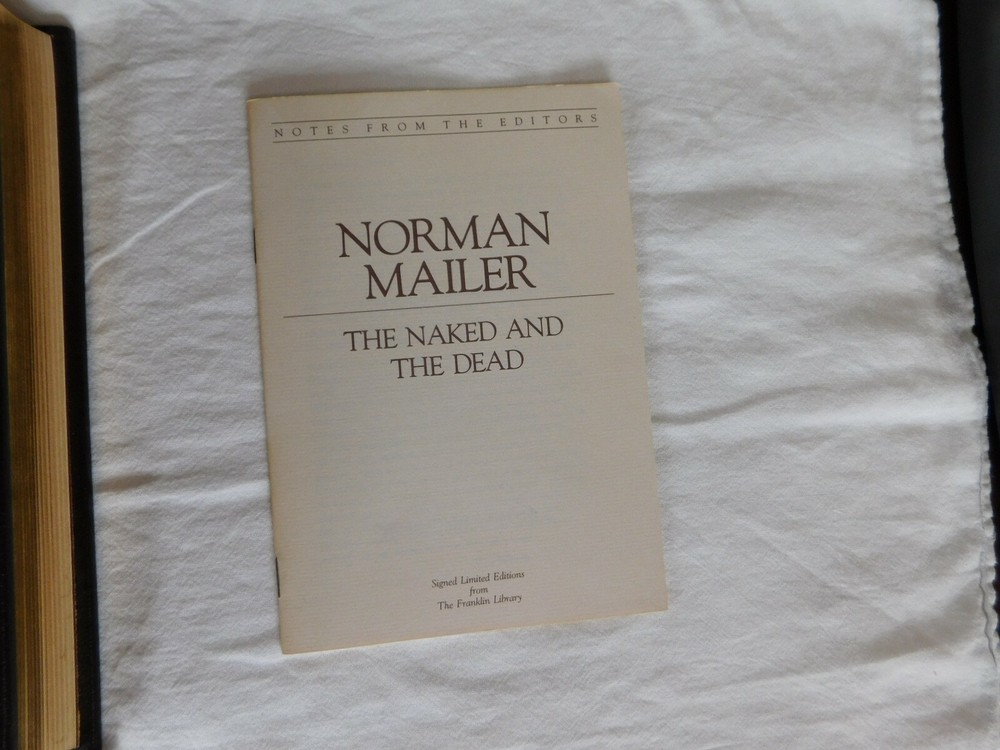 NOTES FROM THE EDITORS
NORMAN
MAILER
THE NAKED AND
THE DEAD
Signed Limited Editions
from
The Franklin Library